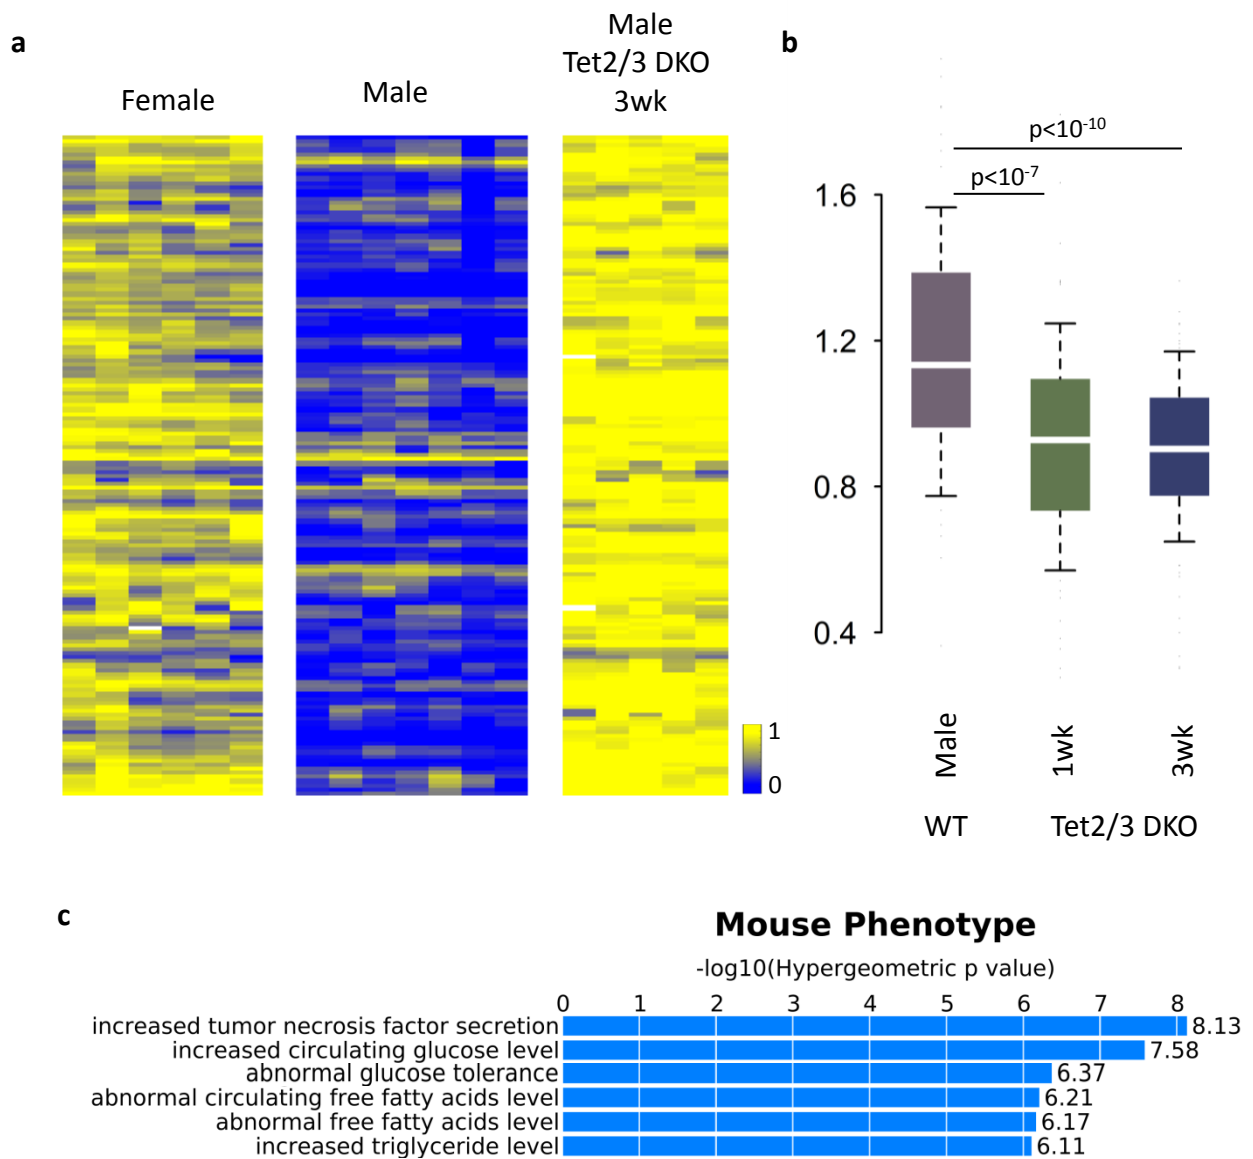 a
Female
Male
Male
Tet2/3 DKO
3wk
1
0
b
p<10-10
p<10-7
1.6
1.2
0.8
0.4
Male
1wk
3wk
WT
Tet2/3 DKO
c
Mouse Phenotype
-log10(Hypergeometric p value)
0 1 2 3 4 5 6 7 8
increased tumor necrosis factor secretion 8.13
increased circulating glucose level 7.58
abnormal glucose tolerance 6.37
abnormal circulating free fatty acids level 6.21
abnormal free fatty acids level 6.17
increased triglyceride level 6.11